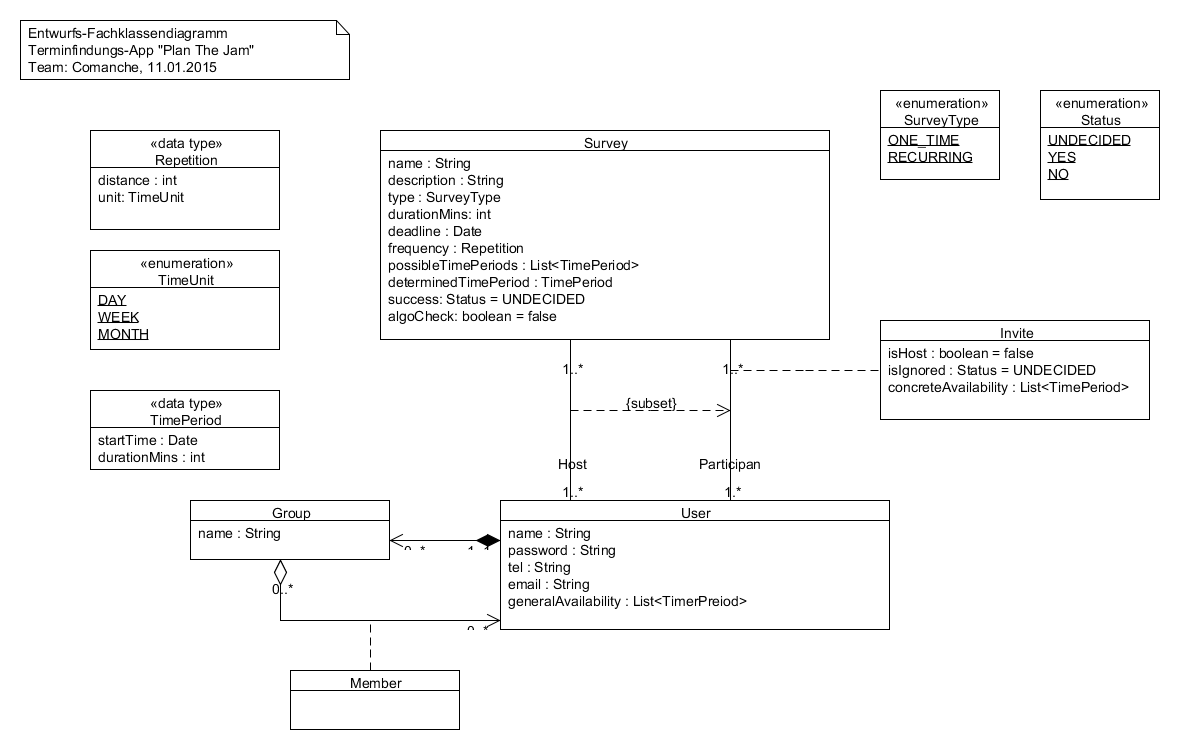 Entwurfs-Fachklassendiagramm
Terminfindungs-App "Plan The Jam"
Team: Comanche, 11.01.2015
«enumeration»
SurveyType
ONE_TIME
RECURRING
«enumeration»
Status
UNDECIDED
YES
NO
«data type»
Repetition
distance : int
unit: TimeUnit
Survey
name : String
description : String
type : SurveyType
durationMins: int
deadline : Date
frequency : Repetition
possibleTimePeriods : List<TimePeriod>
determinedTimePeriod : TimePeriod
success: Status = UNDECIDED
algoCheck: boolean = false
«enumeration»
TimeUnit
DAY
WEEK
MONTH
Invite
isHost : boolean = false
isIgnored : Status = UNDECIDED
concreteAvailability : List<TimePeriod>
1..*
1..*
{subset}
«data type»
TimePeriod
startTime : Date
durationMins : int
Host
Participan
1..*
1.*
Group
name : String
User
name : String
password : String
tel : String
email : String
generalAvailability : List<TimerPreiod>
0..*
1..1
0..*
0..*
Member